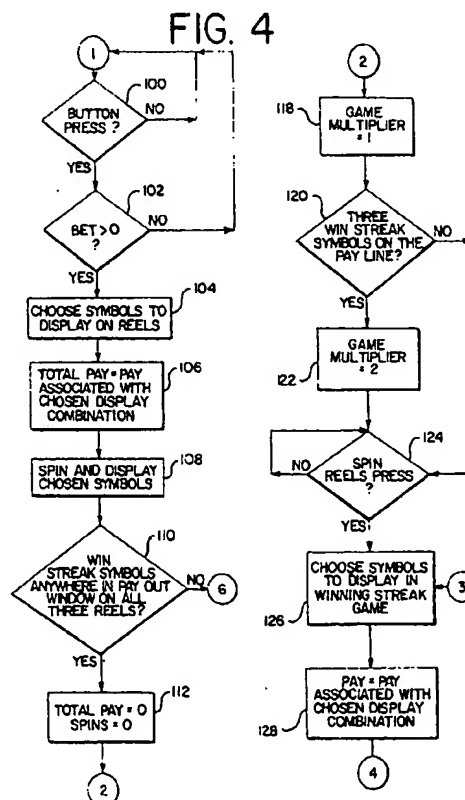 FIG. 4
1
100
BUTTON
PRESS ?
NO
YES
102
BET>0
?
NO
YES
104
CHOOSE SYMBOLS TO
DISPLAY ON REELS
106
TOTAL PAY=PAY
ASSOCIATED WITH
CHOSEN DISPLAY
COMBINATION
108
SPIN AND DISPLAY
CHOSEN SYMBOLS
110
WIN
STREAK SYMBOLS
ANYWHERE IN PAY OUT
WINDOW ON ALL
THREE REELS?
NO
6
YES
112
TOTAL PAY = 0
SPINS = 0
2
2
118
GAME
MULTIPLIER
= 1
120
THREE
WIN STREAK
SYMBOLS ON THE
PAY LINE?
NO
YES
GAME
MULTIPLIER
= 2
122
124
SPIN
REELS PRESS
?
NO
YES
CHOOSE SYMBOLS
TO DISPLAY IN
WINNING STREAK
GAME
3
126
PAY = PAY
ASSOCIATED WITH
CHOSEN DISPLAY
COMBINATION
128
4